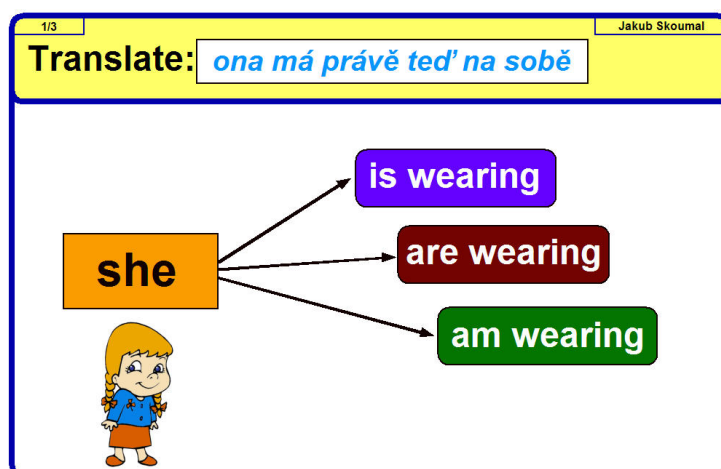 1/3
Jakub Skoumal
Translate: ona má právě teď na sobě
is wearing
she
are wearing
am wearing